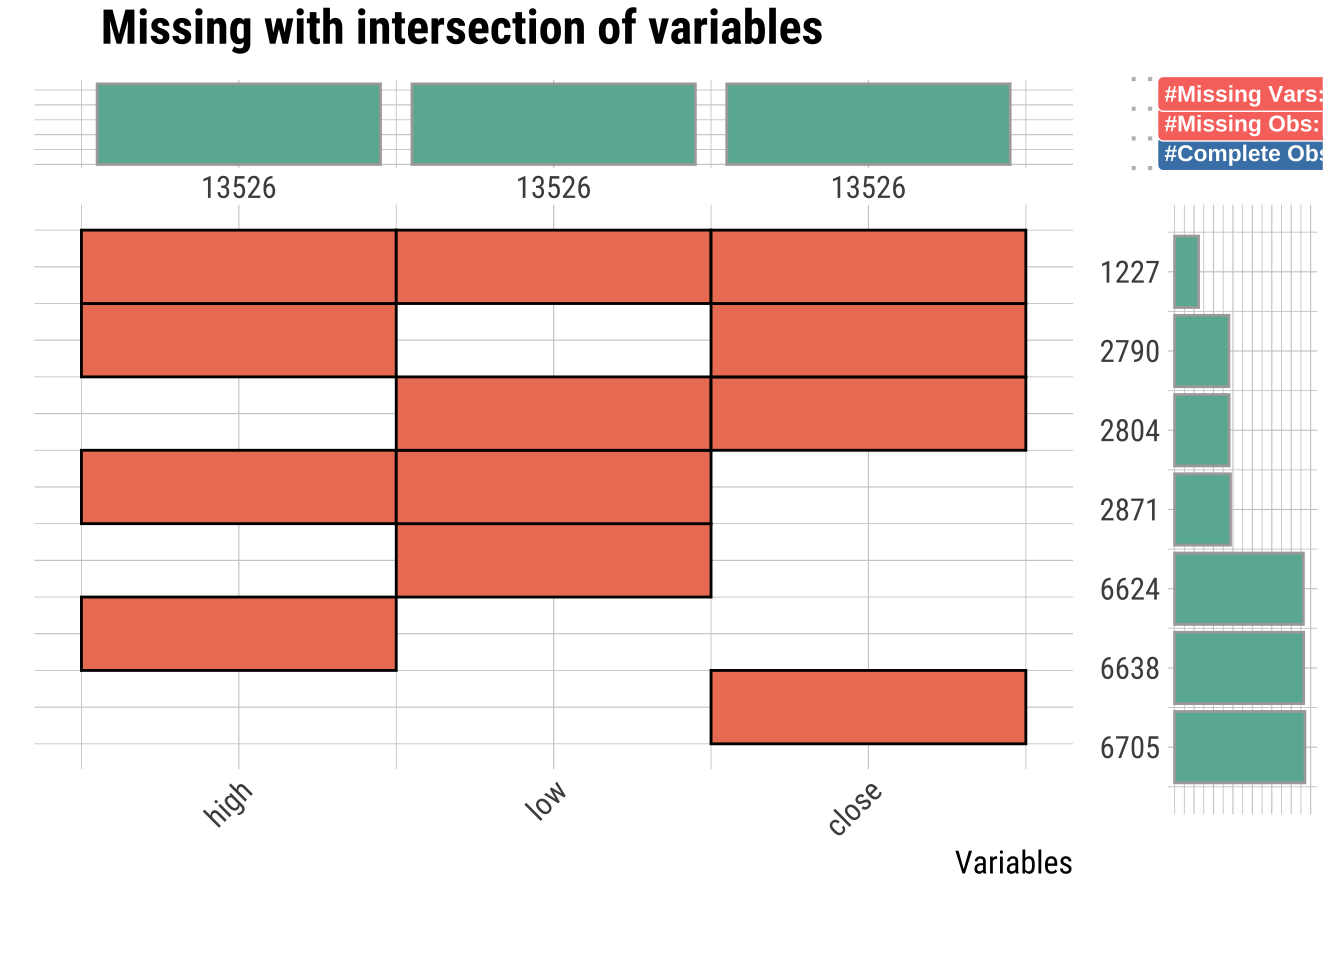 Missing with intersection of variables
#Missing Vars:
#Missing Obs:
#Complete Obs
13526 13526 13526
1227
2790
2804
2871
6624
6638
6705
high low close
Variables